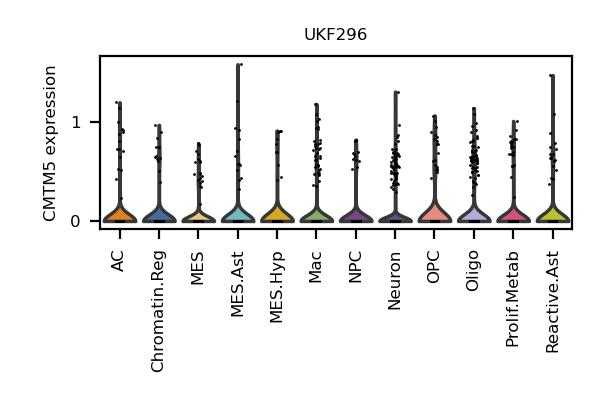 UKF296
CMTM5 expression
1
0
AC
Chromatin.Reg
MES
MES.Ast
MES.Hyp
Mac
NPC
Neuron
OPC
Oligo
Prolif.Metab
Reactive.Ast